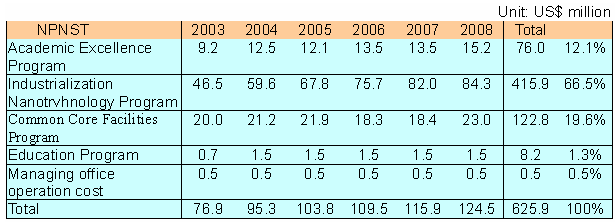 Unit: US$ million
NPNST 2003 2004 2005 2006 2007 2008 Total
Academic Excellence Program 9.2 12.5 12.1 13.5 13.5 15.2 76.0 12.1%
Industrialization Nanotrvhnology Program 46.5 59.6 67.8 75.7 82.0 84.3 415.9 66.5%
Common Core Facilities Program 20.0 21.2 21.9 18.3 18.4 23.0 122.8 19.6%
Education Program 0.7 1.5 1.5 1.5 1.5 1.5 8.2 1.3%
Managing office operation cost 0.5 0.5 0.5 0.5 0.5 0.5 0.5 0.5%
Total 76.9 95.3 103.8 109.5 115.9 124.5 625.9 100%